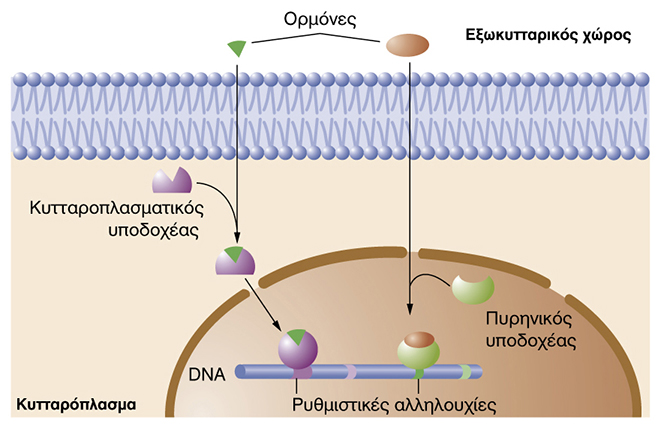 Ορμόνες
Εξωκυτταρικός χώρος
Κυτταροπλασματικός
υποδοχέας
Πυρηνικός
υποδοχέας
DNA
Ρυθμιστικές αλληλουχίες
Κυτταρόπλασμα